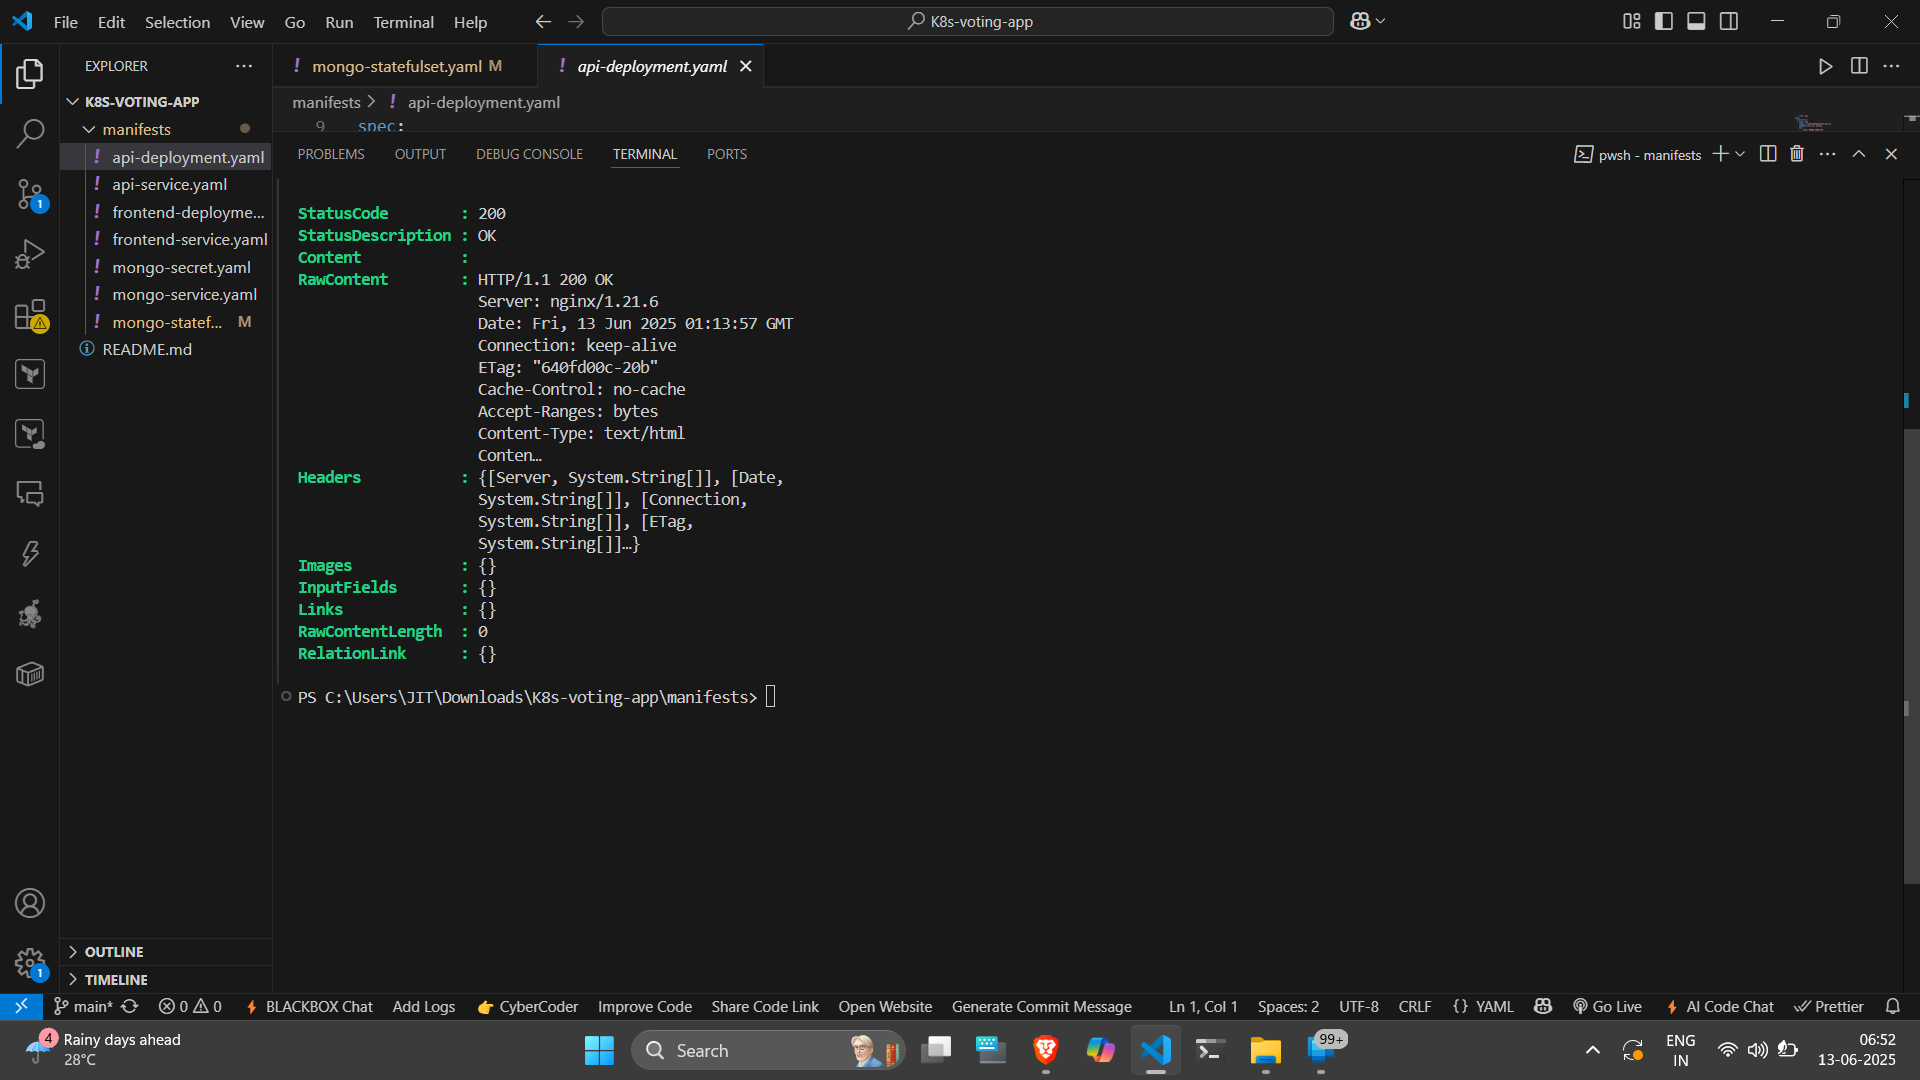 File Edit Selection View Go Run Terminal Help
K8s-voting-app
EXPLORER
K8S-VOTING-APP
manifests
api-deployment.yaml
api-service.yaml
frontend-deployme...
frontend-service.yaml
mongo-secret.yaml
mongo-service.yaml
mongo-statef... M
README.md
OUTLINE
TIMELINE
mongo-statefulset.yaml M
api-deployment.yaml
manifests > api-deployment.yaml
9 spec:
PROBLEMS OUTPUT DEBUG CONSOLE TERMINAL PORTS
pwsh - manifests
StatusCode : 200
StatusDescription : OK
Content :
RawContent : HTTP/1.1 200 OK
Server: nginx/1.21.6
Date: Fri, 13 Jun 2025 01:13:57 GMT
Connection: keep-alive
ETag: "640fd00c-20b"
Cache-Control: no-cache
Accept-Ranges: bytes
Content-Type: text/html
Conten…
Headers : {[Server, System.String[]], [Date,
System.String[]], [Connection,
System.String[]], [ETag,
System.String[]]…}
Images : {}
InputFields : {}
Links : {}
RawContentLength : 0
RelationLink : {}
PS C:\Users\JIT\Downloads\K8s-voting-app\manifests>
1
1
main* 0 0 BLACKBOX Chat Add Logs CyberCoder Improve Code Share Code Link Open Website Generate Commit Message Ln 1, Col 1 Spaces: 2 UTF-8 CRLF {} YAML Go Live AI Code Chat Prettier
4
Rainy days ahead
28°C
Search
99+
ENG
IN
06:52
13-06-2025